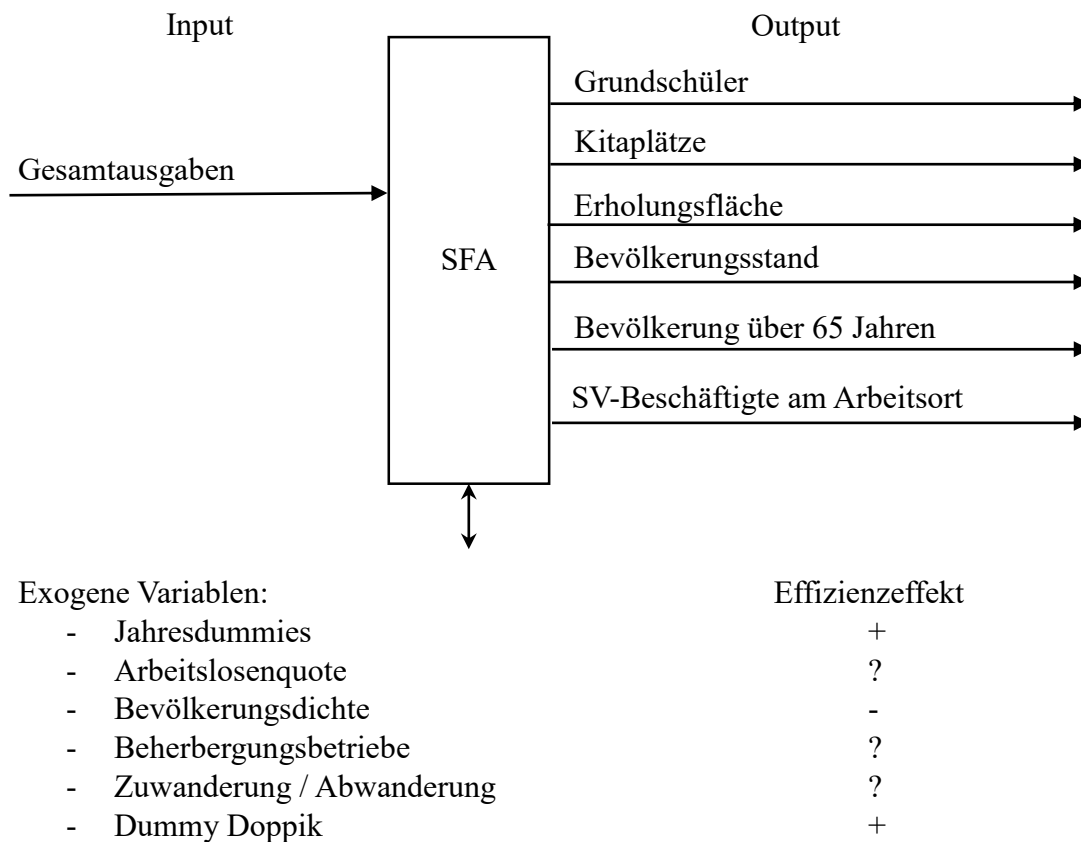 Input Output
Grundschüler
Kitaplätze
Gesamtausgaben
Erholungsfläche
SFA
Bevölkerungsstand
Bevölkerung über 65 Jahren
SV-Beschäftigte am Arbeitsort
Exogene Variablen: Effizienzeffekt
- Jahresdummies +
- Arbeitslosenquote ?
- Bevölkerungsdichte -
- Beherbergungsbetriebe ?
- Zuwanderung / Abwanderung ?
- Dummy Doppik +